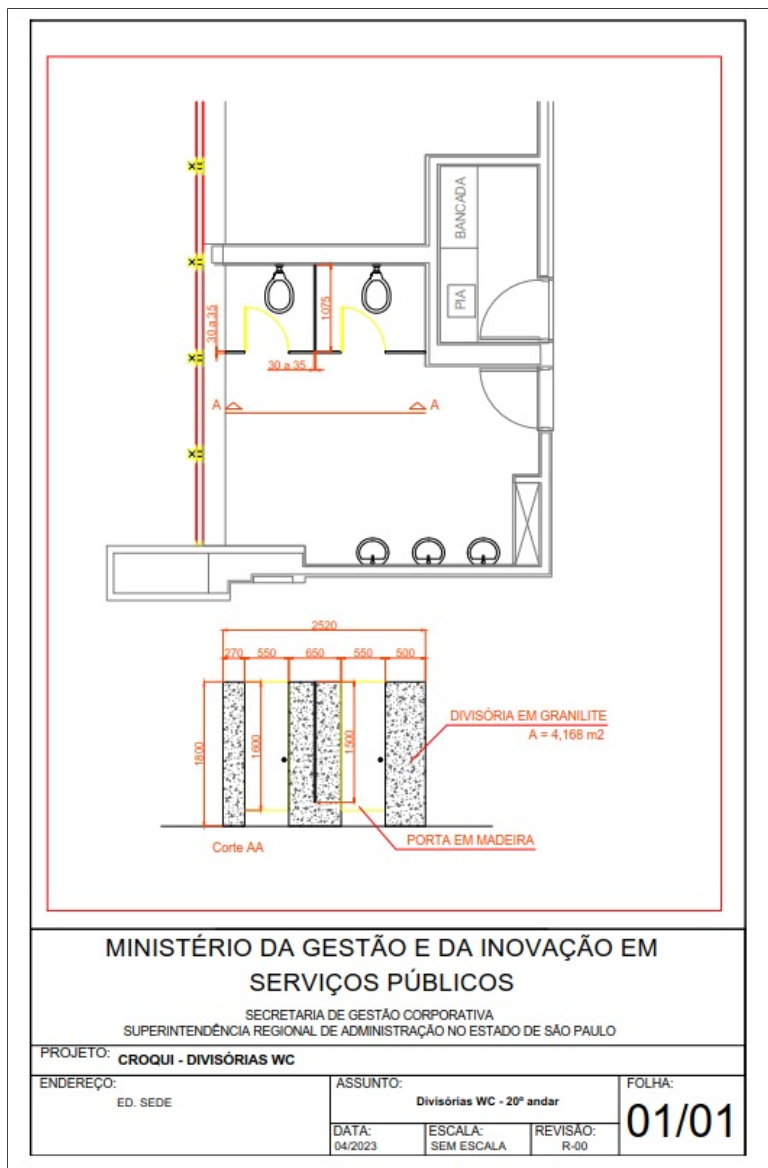 BANCADA
PIA
1075
30 a 35
30 a 35
A
A
2520
270
550
650
550
500
1800
1600
1500
DIVISÓRIA EM GRANILITE
A = 4,168 m2
PORTA EM MADEIRA
Corte AA
MINISTÉRIO DA GESTÃO E DA INOVAÇÃO EM
SERVIÇOS PÚBLICOS
SECRETARIA DE GESTÃO CORPORATIVA
SUPERINTENDÊNCIA REGIONAL DE ADMINISTRAÇÃO NO ESTADO DE SÃO PAULO
PROJETO: CROQUI - DIVISÓRIAS WC
ENDEREÇO:
ED. SEDE
ASSUNTO:
Divisórias WC - 20º andar
DATA:
04/2023
ESCALA:
SEM ESCALA
REVISÃO:
R-00
FOLHA:
01/01